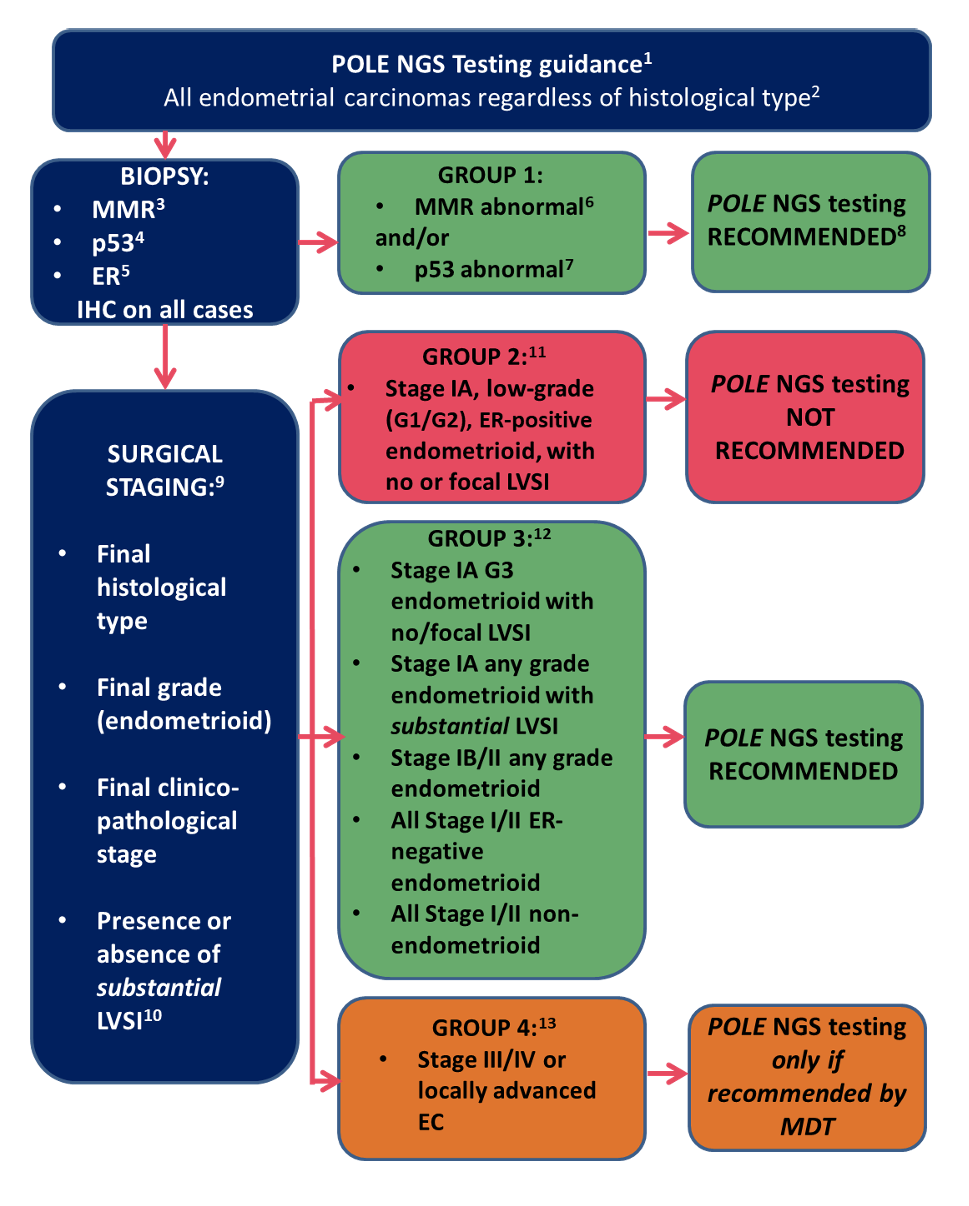 POLE NGS Testing guidance1
All endometrial carcinomas regardless of histological type2
BIOPSY:
• MMR3
• p534
• ER5
IHC on all cases
GROUP 1:
• MMR abnormal6
and/or
• p53 abnormal7
POLE NGS testing
RECOMMENDED8
SURGICAL
STAGING:9
• Final
histological
type
• Final grade
(endometrioid)
• Final clinico-
pathological
stage
• Presence or
absence of
substantial
LVSI10
GROUP 2:11
• Stage IA, low-grade
(G1/G2), ER-positive
endometrioid, with
no or focal LVSI
POLE NGS testing
NOT
RECOMMENDED
GROUP 3:12
• Stage IA G3
endometrioid with
no/focal LVSI
• Stage IA any grade
endometrioid with
substantial LVSI
• Stage IB/II any grade
endometrioid
• All Stage I/II ER-
negative
endometrioid
• All Stage I/II non-
endometrioid
POLE NGS testing
RECOMMENDED
GROUP 4:13
• Stage III/IV or
locally advanced
EC
POLE NGS testing
only if
recommended by
MDT